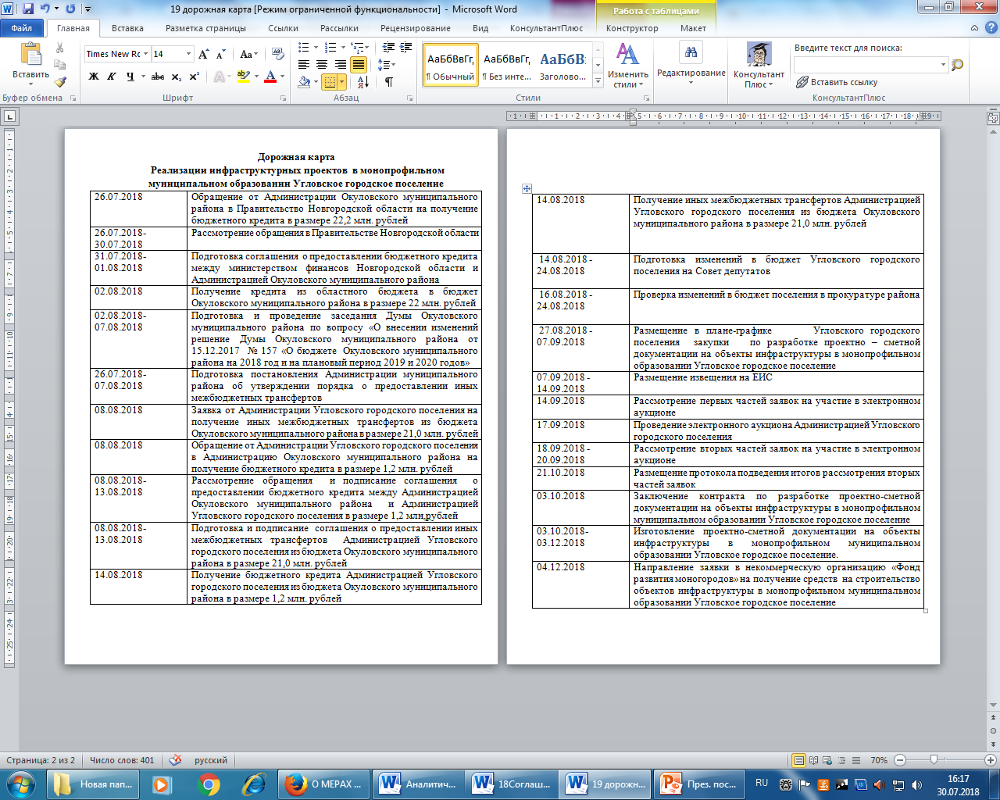 19 дорожная карта [Режим ограниченной функциональности] - Microsoft Word
Работа с таблицами
Файл
Главная
Вставка
Разметка страницы
Ссылки
Рассылки
Рецензирование
Вид
КонсультантПлюс
Конструктор
Макет
Вставить
Буфер обмена
Times New Rc
14
Ж К Ч abc x₂ x²
Шрифт
Абзац
АаБбВвГг,
¶ Обычный
АаБбВвГг,
¶ Без инте...
АаБбВ
Заголово...
Стили
Изменить
стили
Редактирование
Консультант
Плюс
Введите текст для поиска:
Вставить ссылку
КонсультантПлюс
Дорожная карта
Реализации инфраструктурных проектов в монопрофильном
муниципальном образовании Угловское городское поселение
26.07.2018
Обращение от Администрации Окуловского муниципального
района в Правительство Новгородской области на получение
бюджетного кредита в размере 22,2 млн. рублей
26.07.2018-
30.07.2018
Рассмотрение обращения в Правительстве Новгородской области
31.07.2018-
01.08.2018
Подготовка соглашения о предоставлении бюджетного кредита
между министерством финансов Новгородской области и
Администрацией Окуловского муниципального района
02.08.2018
Получение кредита из областного бюджета в бюджет
Окуловского муниципального района в размере 22 млн. рублей
02.08.2018-
07.08.2018
Подготовка и проведение заседания Думы Окуловского
муниципального района по вопросу «О внесении изменений
решение Думы Окуловского муниципального района от
15.12.2017 № 157 «О бюджете Окуловского муниципального
района на 2018 год и на плановый период 2019 и 2020 годов»
26.07.2018-
07.08.2018
Подготовка постановления Администрации муниципального
района об утверждении порядка о предоставлении иных
межбюджетных трансфертов
08.08.2018
Заявка от Администрации Угловского городского поселения на
получение иных межбюджетных трансфертов из бюджета
Окуловского муниципального района в размере 21,0 млн. рублей
08.08.2018
Обращение от Администрации Угловского городского поселения
в Администрацию Окуловского муниципального района на
получение бюджетного кредита в размере 1,2 млн. рублей
08.08.2018-
13.08.2018
Рассмотрение обращения и подписание соглашения о
предоставлении бюджетного кредита между Администрацией
Окуловского муниципального района и Администрацией
Угловского городского поселения в размере 1,2 млн.рублей
08.08.2018-
13.08.2018
Подготовка и подписание соглашения о предоставлении иных
межбюджетных трансфертов Администрацией Угловского
городского поселения из бюджета Окуловского муниципального
района в размере 21,0 млн. рублей
14.08.2018
Получение бюджетного кредита Администрацией Угловского
городского поселения из бюджета Окуловского муниципального
района в размере 1,2 млн. рублей
14.08.2018
Получение иных межбюджетных трансфертов Администрацией
Угловского городского поселения из бюджета Окуловского
муниципального района в размере 21,0 млн. рублей
14.08.2018 -
24.08.2018
Подготовка изменений в бюджет Угловского городского
поселения на Совет депутатов
16.08.2018 -
24.08.2018
Проверка изменений в бюджет поселения в прокуратуре района
27.08.2018 -
07.09.2018
Размещение в плане-графике Угловского городского
поселения закупки по разработке проектно – сметной
документации на объекты инфраструктуры в монопрофильном
образовании Угловское городское поселение
07.09.2018 -
14.09.2018
Размещение извещения на ЕИС
14.09.2018
Рассмотрение первых частей заявок на участие в электронном
аукционе
17.09.2018
Проведение электронного аукциона Администрацией Угловского
городского поселения
18.09.2018 -
20.09.2018
Рассмотрение вторых частей заявок на участие в электронном
аукционе
21.10.2018
Размещение протокола подведения итогов рассмотрения вторых
частей заявок
03.10.2018
Заключение контракта по разработке проектно-сметной
документации на объекты инфраструктуры в монопрофильном
муниципальном образовании Угловское городское поселение
03.10.2018-
03.12.2018
Изготовление проектно-сметной документации на объекты
инфраструктуры в монопрофильном муниципальном
образовании Угловское городское поселение.
04.12.2018
Направление заявки в некоммерческую организацию «Фонд
развития моногородов» на получение средств на строительство
объектов инфраструктуры в монопрофильном муниципальном
образовании Угловское городское поселение
Страница: 2 из 2
Число слов: 401
русский
70%
Новая пап...
О МЕРАХ ...
Аналитич...
18Соглаш...
19 дорожн...
През. пос...
RU
16:17
30.07.2018